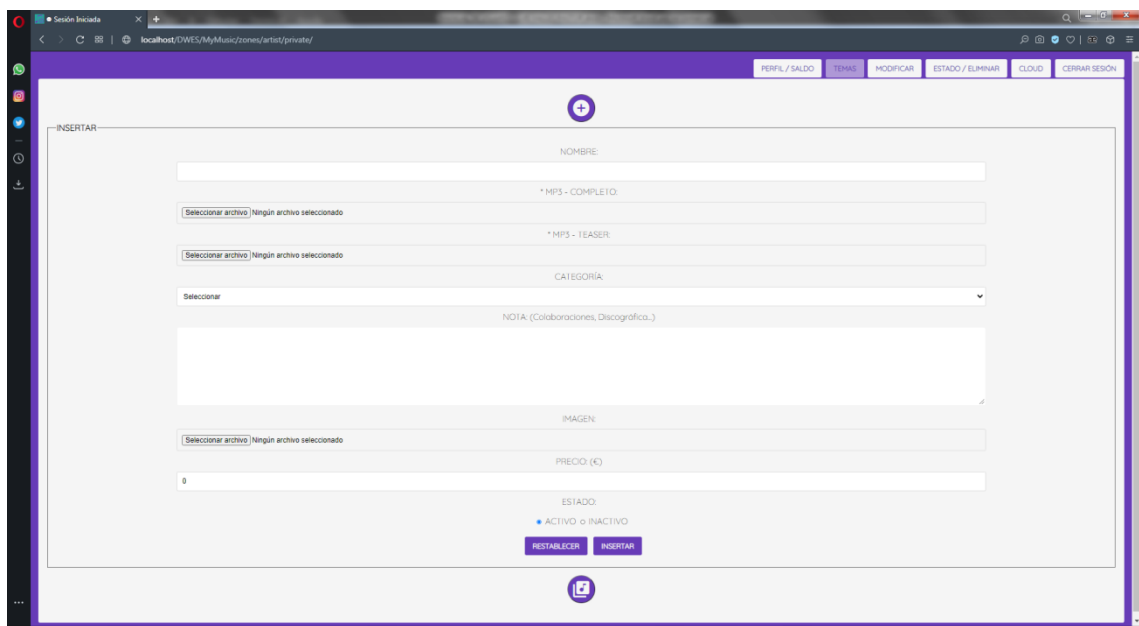 Sesión Iniciada
localhost/DWES/MyMusic/zones/artist/private/
PERFIL / SALDO TEMAS MODIFICAR ESTADO / ELIMINAR CLOUD CERRAR SESIÓN
INSERTAR
NOMBRE:
* MP3 - COMPLETO:
Seleccionar archivo Ningún archivo seleccionado
* MP3 - TEASER:
Seleccionar archivo Ningún archivo seleccionado
CATEGORÍA:
Seleccionar
NOTA: (Colaboraciones, Discográfica...)
IMAGEN:
Seleccionar archivo Ningún archivo seleccionado
PRECIO: (€)
0
ESTADO:
ACTIVO INACTIVO
RESTABLECER INSERTAR